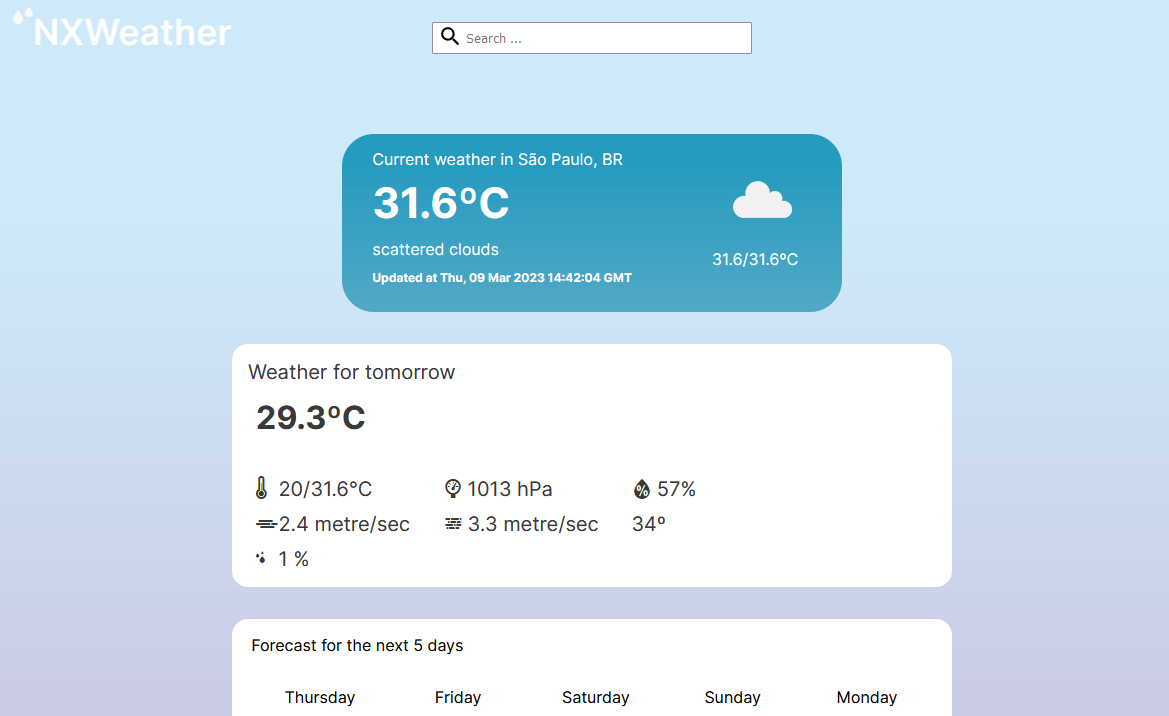 NXWeather
Search ...
Current weather in São Paulo, BR
31.6ºC
scattered clouds
31.6/31.6ºC
Updated at Thu, 09 Mar 2023 14:42:04 GMT
Weather for tomorrow
29.3ºC
20/31.6°C 1013 hPa % 57%
2.4 metre/sec 3.3 metre/sec 34º
1 %
Forecast for the next 5 days
Thursday Friday Saturday Sunday Monday